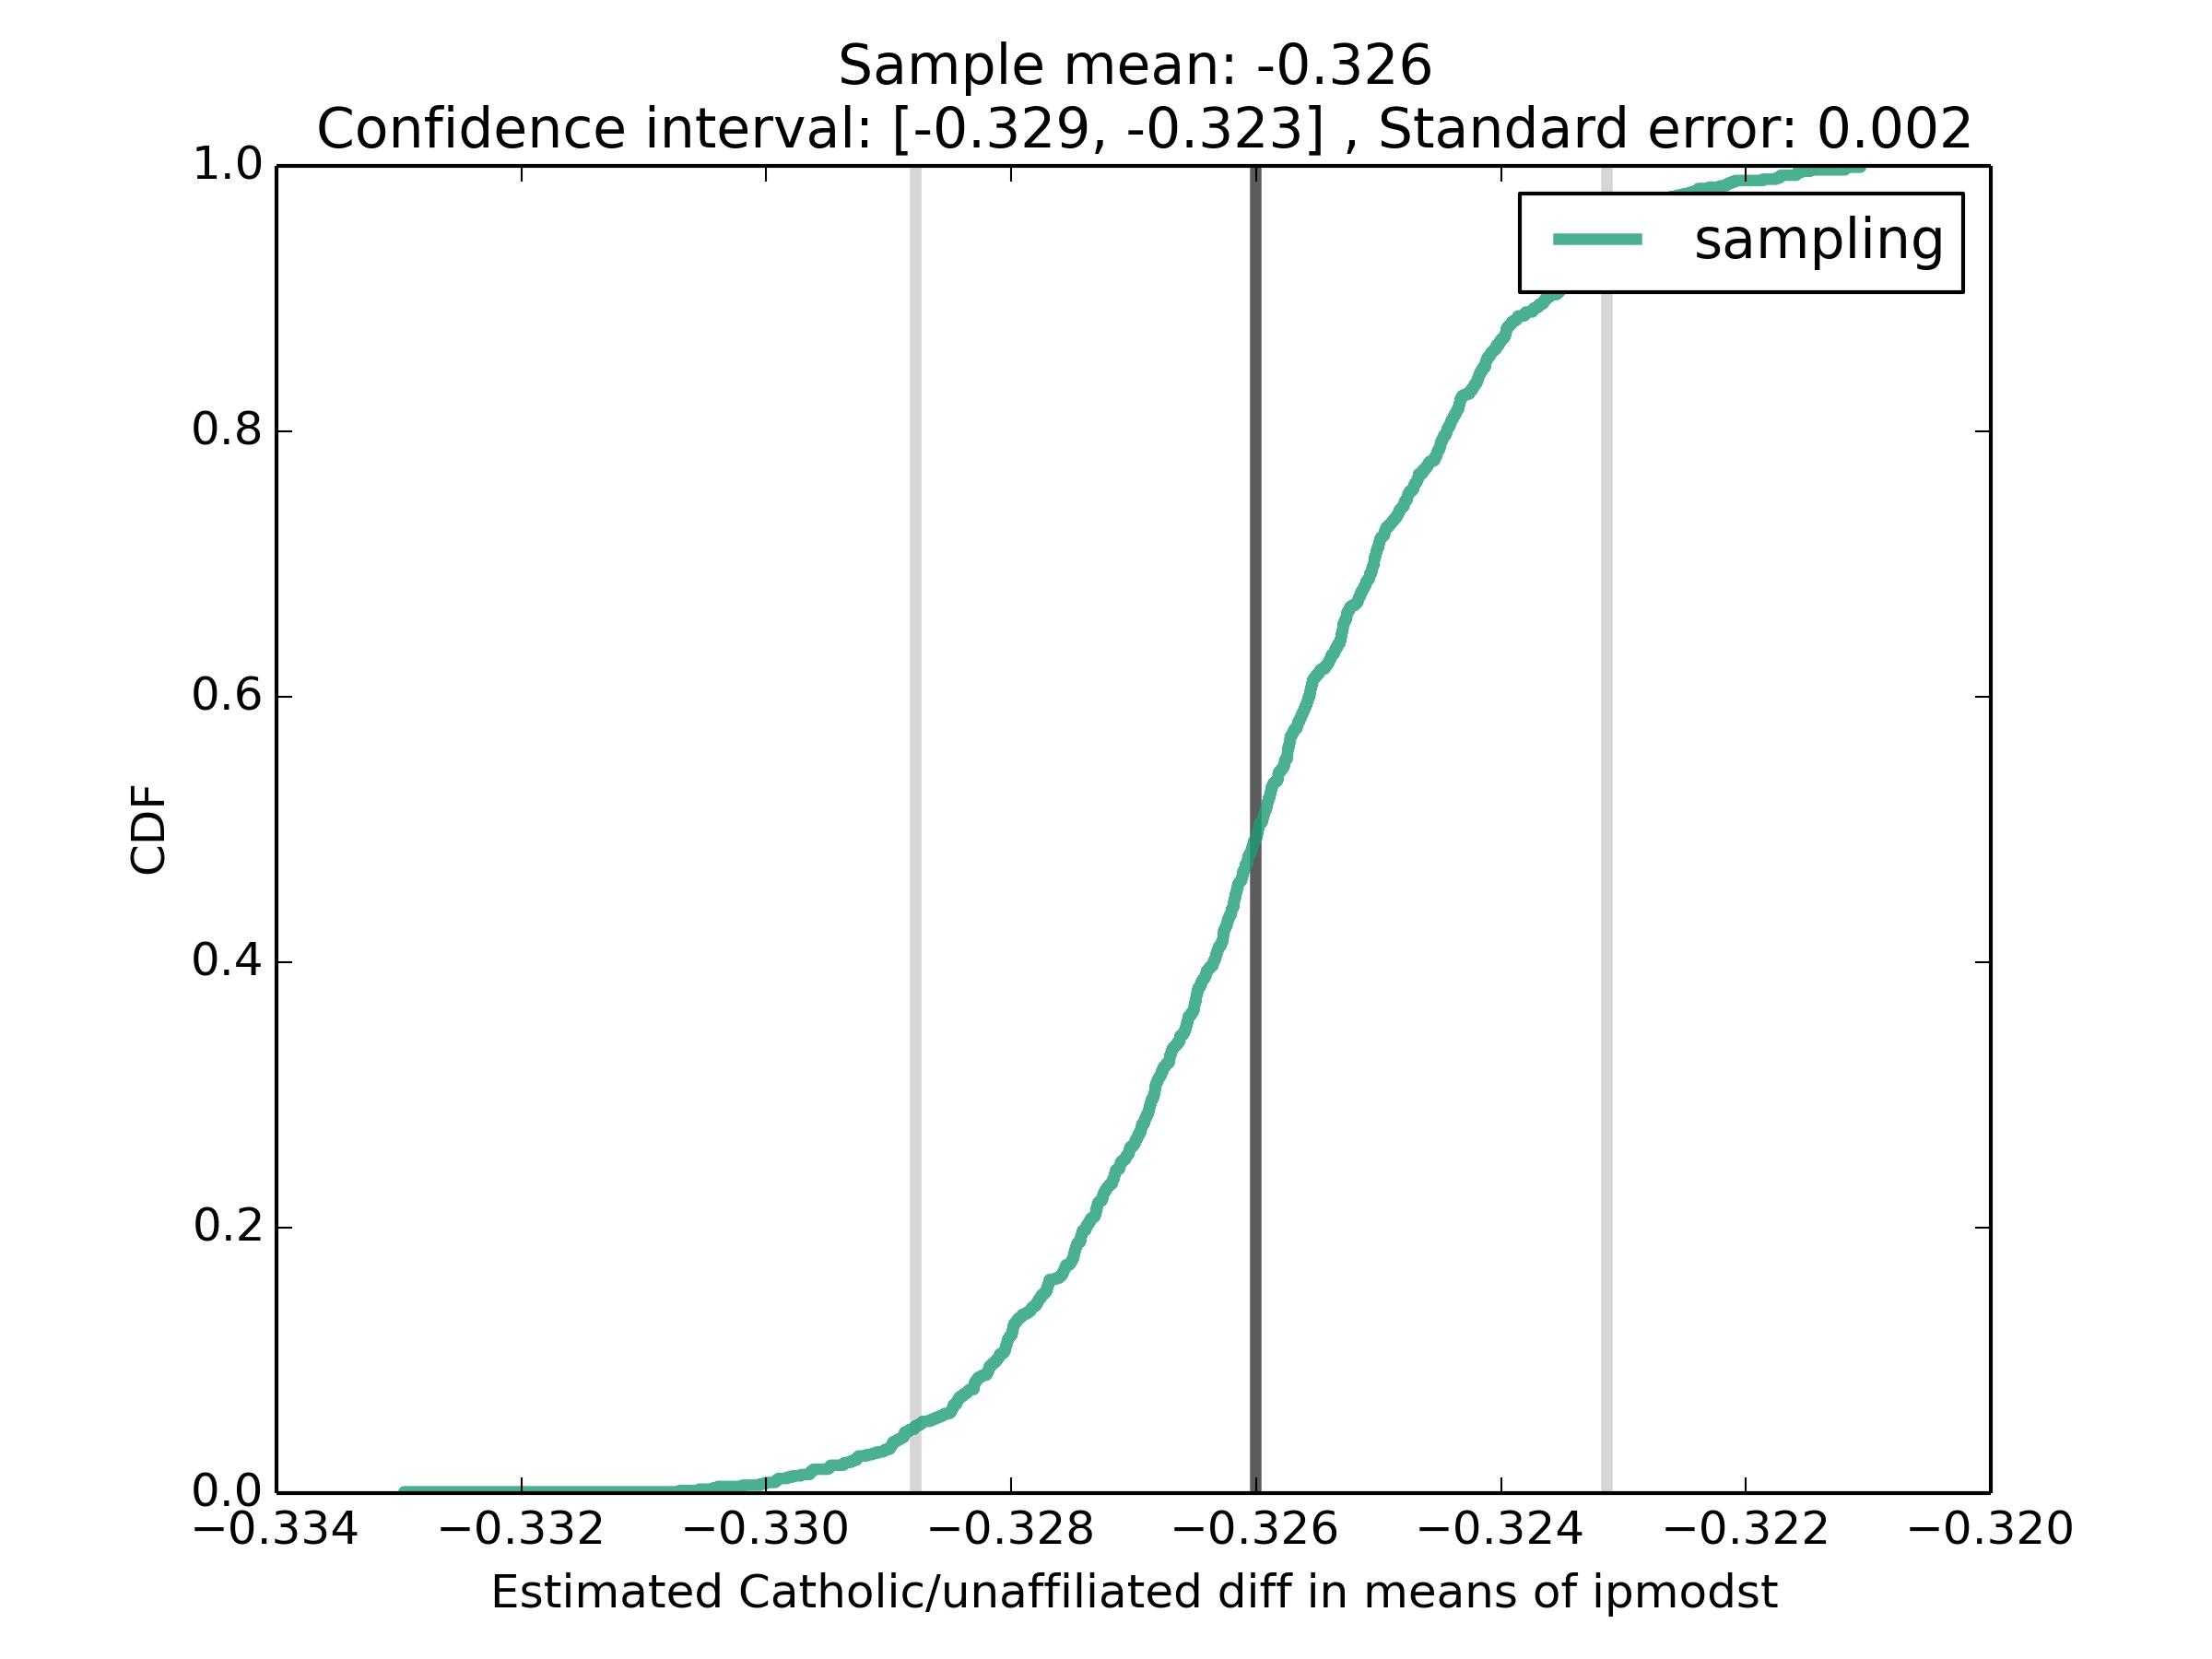 Sample mean: -0.326
Confidence interval: [-0.329, -0.323] , Standard error: 0.002
1.0
sampling
0.8
0.6
CDF
0.4
0.2
0.0
−0.334 −0.332 −0.330 −0.328 −0.326 −0.324 −0.322 −0.320
Estimated Catholic/unaffiliated diff in means of ipmodst